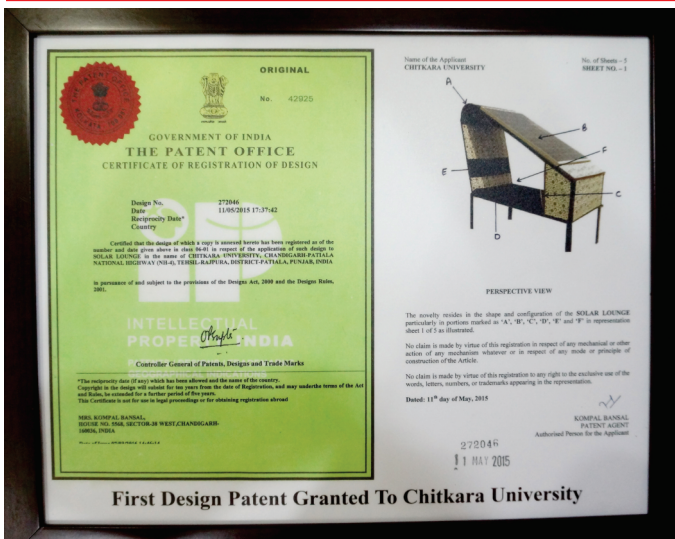 THE PATENT OFFICE
ORIGINAL
No. 42925
GOVERNMENT OF INDIA
THE PATENT OFFICE
CERTIFICATE OF REGISTRATION OF DESIGN
Design No. 272046
Date 11/05/2015 17:37:42
Reciprocity Date*
Country
Certified that the design of which a copy is annexed hereto has been registered as of the
number and date given above in class 06-01 in respect of the application of such design to
SOLAR LOUNGE in the name of CHITKARA UNIVERSITY, CHANDIGARH-PATIALA
NATIONAL HIGHWAY (NH-4), TEHSIL-RAJPURA, DISTRICT-PATIALA, PUNJAB, INDIA
in pursuance of and subject to the provisions of the Designs Act, 2000 and the Designs Rules,
2001.
INTELLECTUAL
PROPERTY INDIA
Controller General of Patents, Designs and Trade Marks
*The reciprocity date (if any) which has been allowed and the name of the country.
Copyright in the design will subsist for ten years from the date of Registration, and may under the terms of the Act
and Rules, be extended for a further period of five years.
This Certificate is not for use in legal proceedings or for obtaining registration abroad
MRS. KOMPAL BANSAL,
HOUSE NO. 5560, SECTOR-38 WEST, CHANDIGARH-
160036, INDIA
Name of the Applicant
CHITKARA UNIVERSITY
No. of Sheets – 5
SHEET NO. – 1
A
B
F
E
C
D
PERSPECTIVE VIEW
The novelty resides in the shape and configuration of the SOLAR LOUNGE
particularly in portions marked as ‘A’, ‘B’, ‘C’, ‘D’, ‘E’ and ‘F’ in representation
sheet 1 of 5 as illustrated.
No claim is made by virtue of this registration in respect of any mechanical or other
action of any mechanism whatever or in respect of any mode or principle of
construction of the Article.
No claim is made by virtue of this registration to any right to the exclusive use of the
words, letters, numbers, or trademarks appearing in the representation.
Dated: 11th day of May, 2015
KOMPAL BANSAL
PATENT AGENT
Authorised Person for the Applicant
272046
11 MAY 2015
First Design Patent Granted To Chitkara University